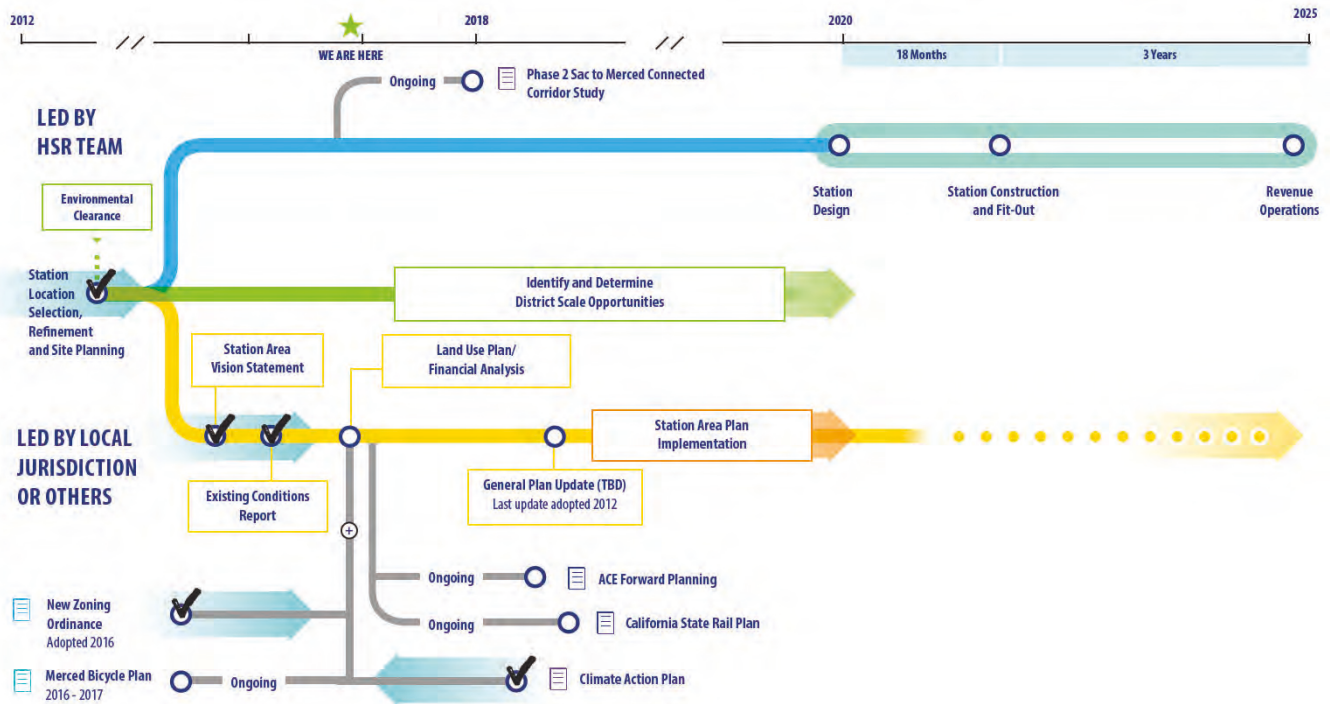 2012
2018
2020
2025
WE ARE HERE
18 Months
3 Years
Ongoing
Phase 2 Sac to Merced Connected
Corridor Study
LED BY
HSR TEAM
Station
Design
Station Construction
and Fit-Out
Revenue
Operations
Environmental
Clearance
Station
Location
Selection,
Refinement
and Site Planning
Identify and Determine
District Scale Opportunities
Station Area
Vision Statement
Land Use Plan/
Financial Analysis
LED BY LOCAL
JURISDICTION
OR OTHERS
Station Area Plan
Implementation
Existing Conditions
Report
General Plan Update (TBD)
Last update adopted 2012
+
Ongoing
ACE Forward Planning
New Zoning
Ordinance
Adopted 2016
Ongoing
California State Rail Plan
Merced Bicycle Plan
2016 - 2017
Ongoing
Climate Action Plan